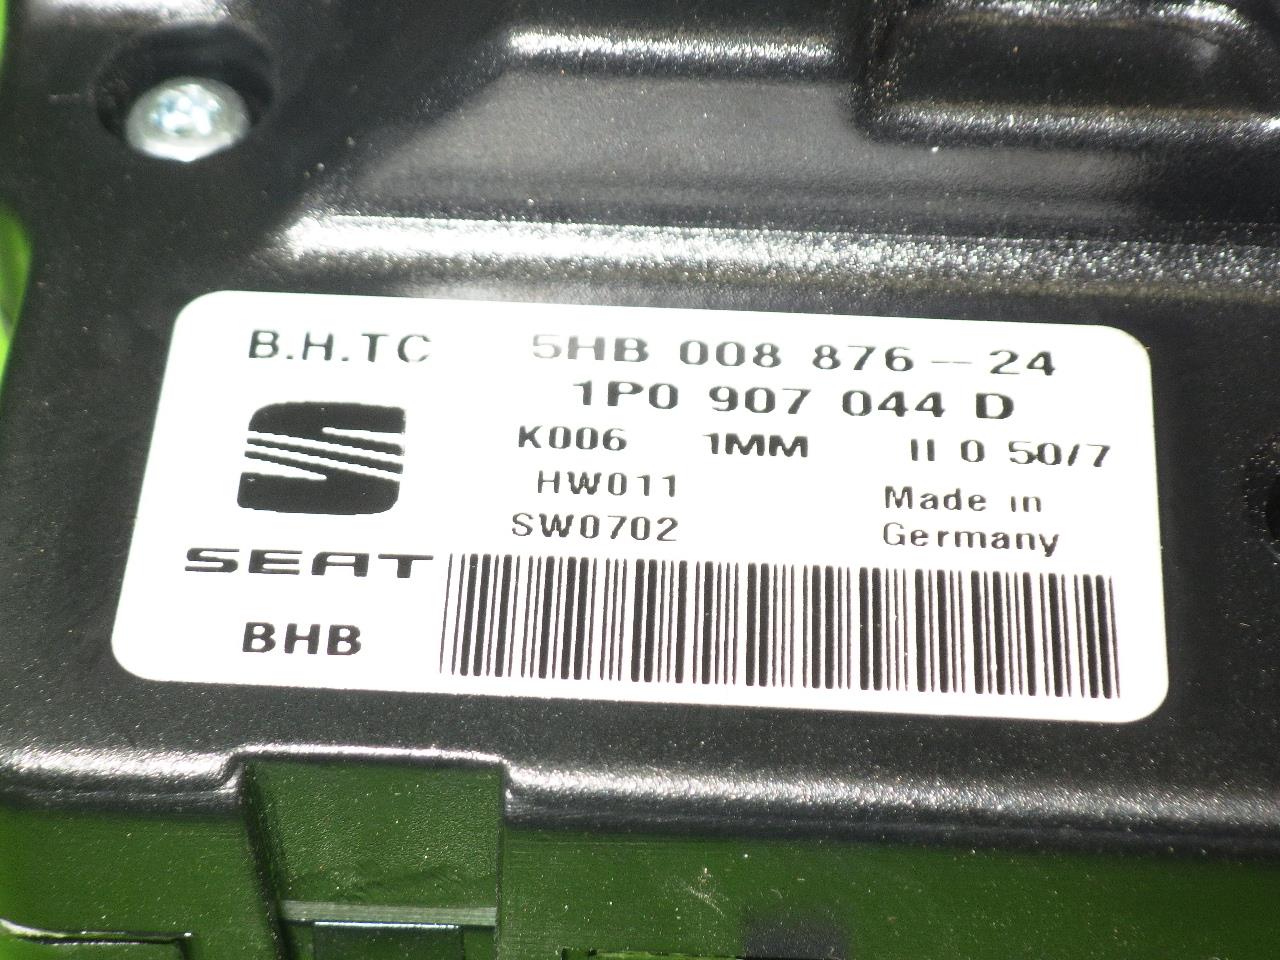 B.H.TC 5HB 008 876-24
1P0 907 044 D
K006 1MM II 0 50/7
HW011 Made in
SW0702 Germany
SEAT
BHB